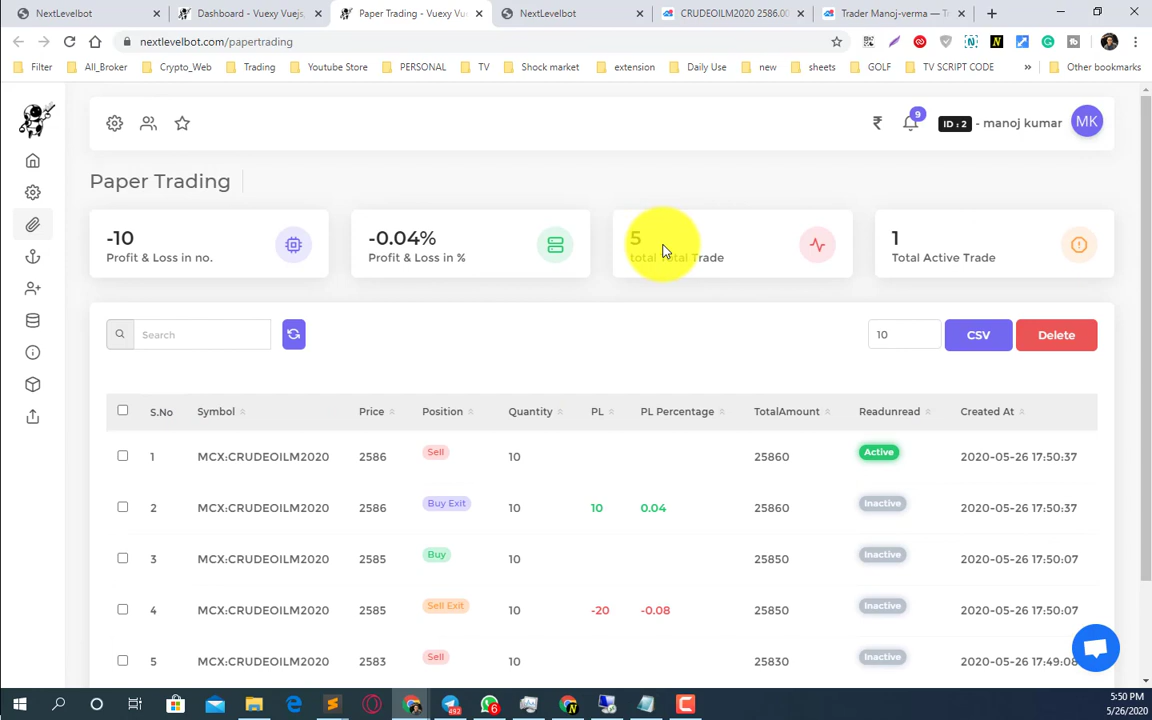 NextLevelbot
Dashboard - Vuexy Vuejs,
Paper Trading - Vuexy Vu
NextLevelbot
CRUDEOILM2020 2586.00
Trader Manoj-verma — T
nextlevelbot.com/papertrading
Filter
All_Broker
Crypto_Web
Trading
Youtube Store
PERSONAL
TV
Shock market
extension
Daily Use
new
sheets
GOLF
TV SCRIPT CODE
»
Other bookmarks
₹
9
ID : 2 - manoj kumar
MK
Paper Trading
-10
Profit & Loss in no.
-0.04%
Profit & Loss in %
5
total Total Trade
1
Total Active Trade
Search
10
CSV
Delete
S.No Symbol Price Position Quantity PL PL Percentage TotalAmount Readunread Created At
1 MCX:CRUDEOILM2020 2586 Sell 10 25860 Active 2020-05-26 17:50:37
2 MCX:CRUDEOILM2020 2586 Buy Exit 10 10 0.04 25860 Inactive 2020-05-26 17:50:37
3 MCX:CRUDEOILM2020 2585 Buy 10 25850 Inactive 2020-05-26 17:50:07
4 MCX:CRUDEOILM2020 2585 Sell Exit 10 -20 -0.08 25850 Inactive 2020-05-26 17:50:07
5 MCX:CRUDEOILM2020 2583 Sell 10 25830 Inactive 2020-05-26 17:49:08
492
6
5:50 PM
5/26/2020